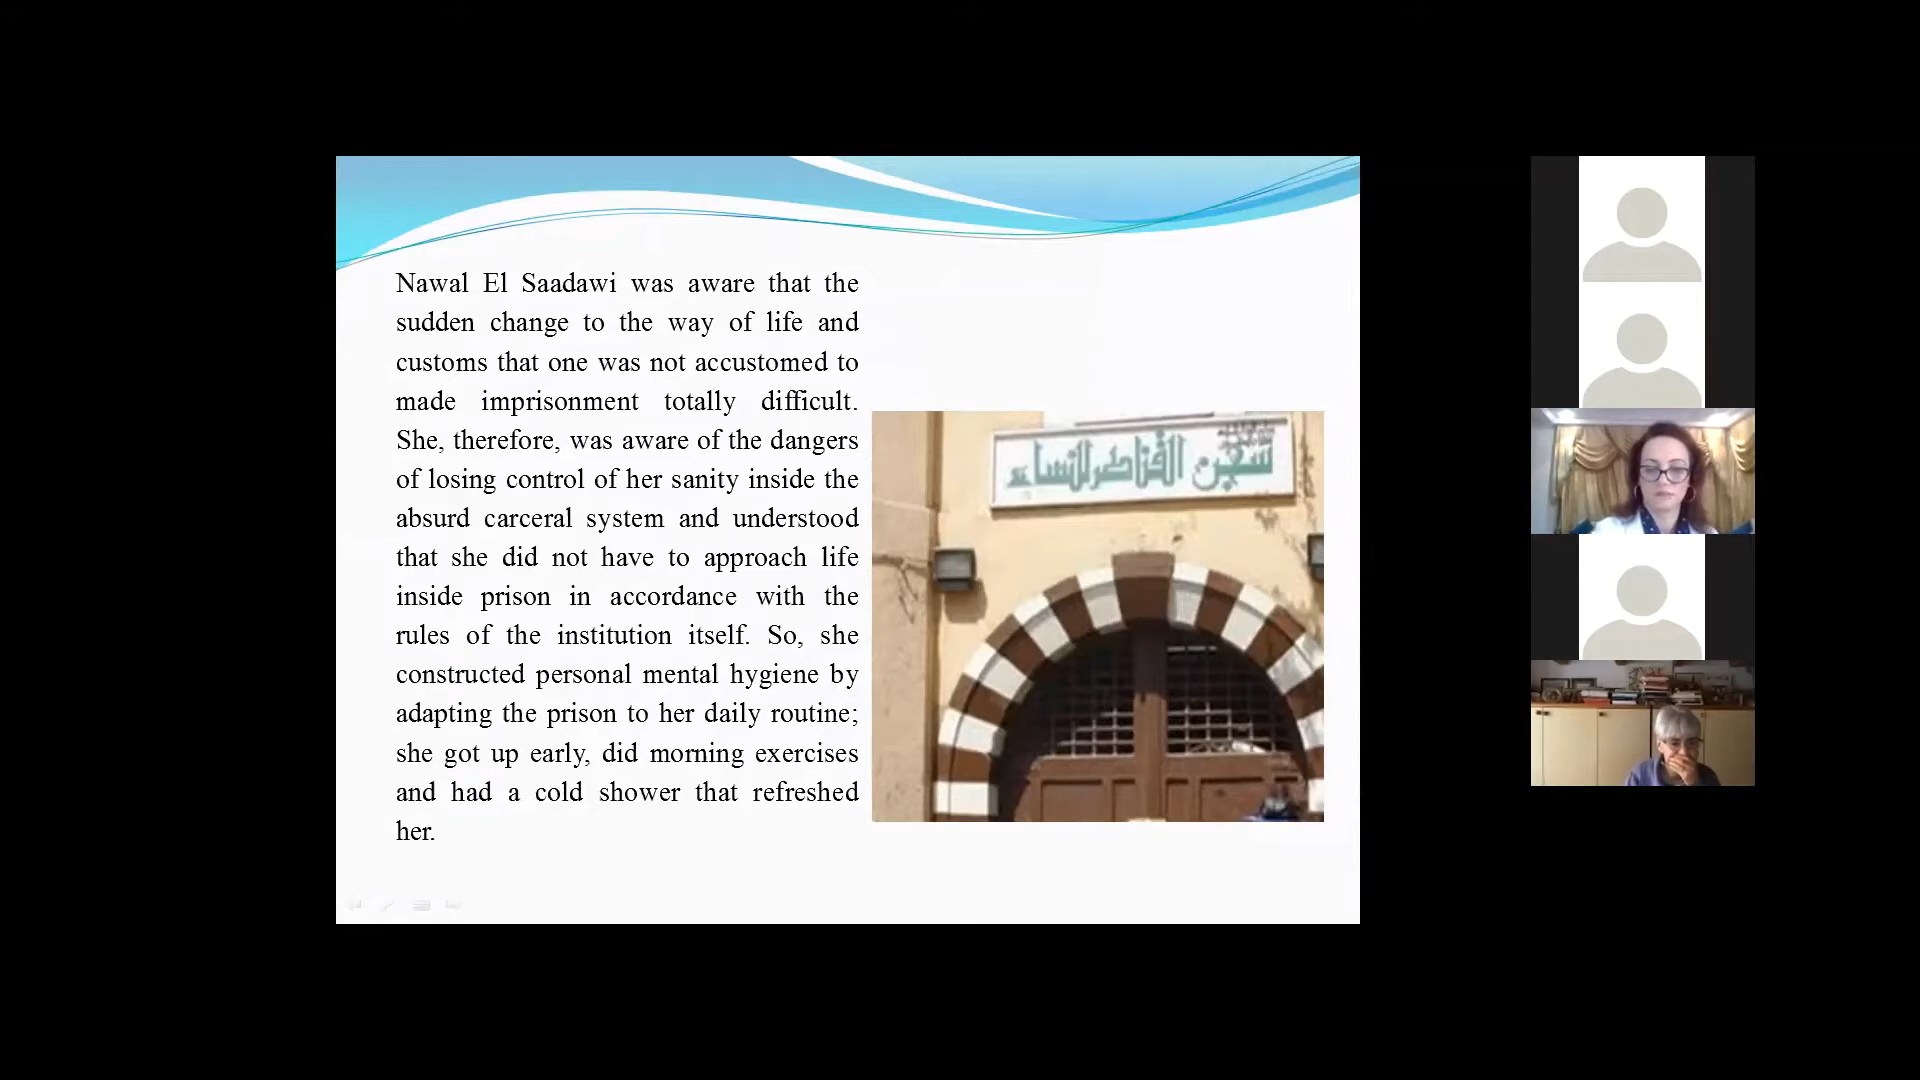 Nawal El Saadawi was aware that the
sudden change to the way of life and
customs that one was not accustomed to
made imprisonment totally difficult.
She, therefore, was aware of the dangers
of losing control of her sanity inside the
absurd carceral system and understood
that she did not have to approach life
inside prison in accordance with the
rules of the institution itself. So, she
constructed personal mental hygiene by
adapting the prison to her daily routine;
she got up early, did morning exercises
and had a cold shower that refreshed
her.
سجن القناطر للنساء